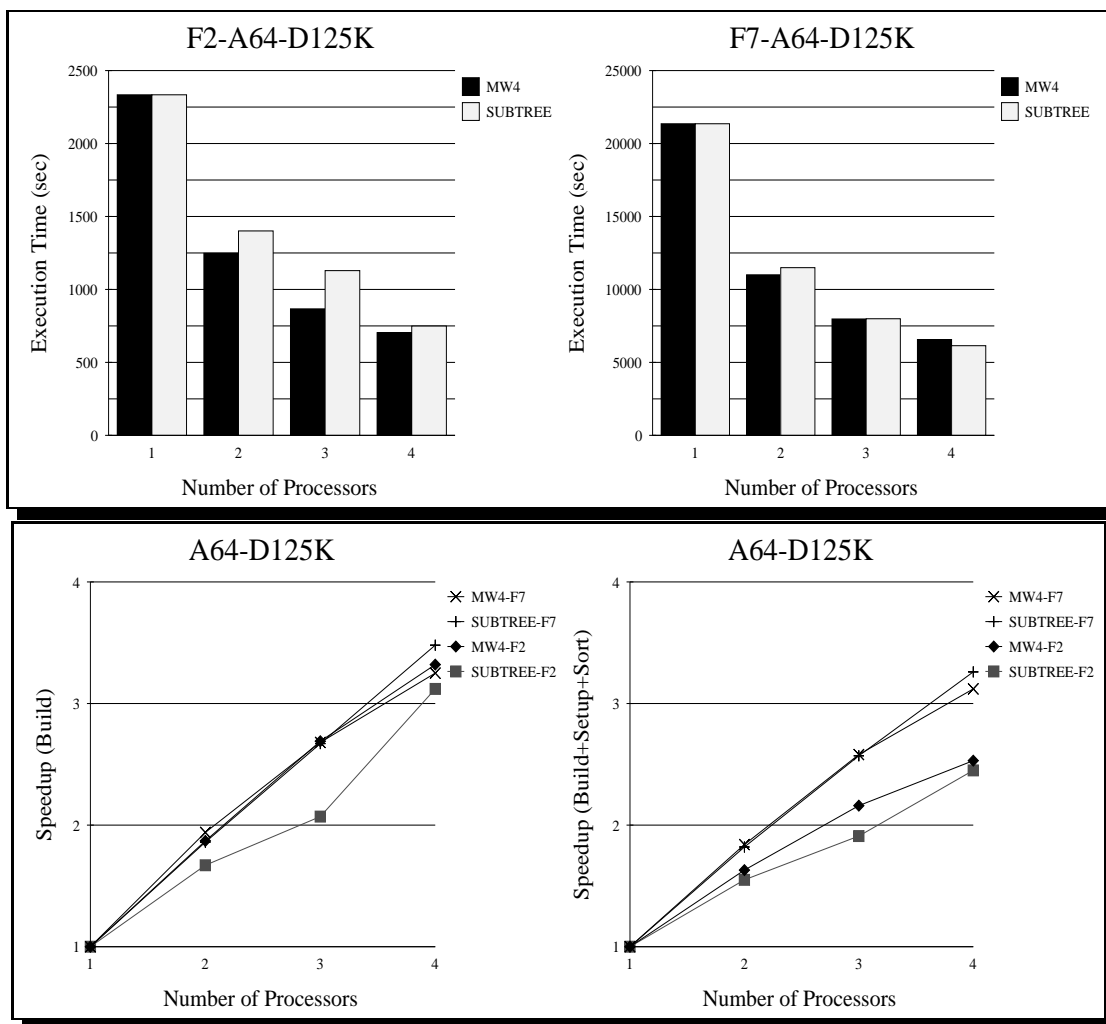 F2-A64-D125K
2500
2000
1500
1000
500
0
Execution Time (sec)
1 2 3 4
Number of Processors
MW4
SUBTREE
F7-A64-D125K
25000
20000
15000
10000
5000
0
Execution Time (sec)
1 2 3 4
Number of Processors
MW4
SUBTREE
A64-D125K
4
3
2
1
Speedup (Build)
1 2 3 4
Number of Processors
MW4-F7
SUBTREE-F7
MW4-F2
SUBTREE-F2
A64-D125K
4
3
2
1
Speedup (Build+Setup+Sort)
1 2 3 4
Number of Processors
MW4-F7
SUBTREE-F7
MW4-F2
SUBTREE-F2